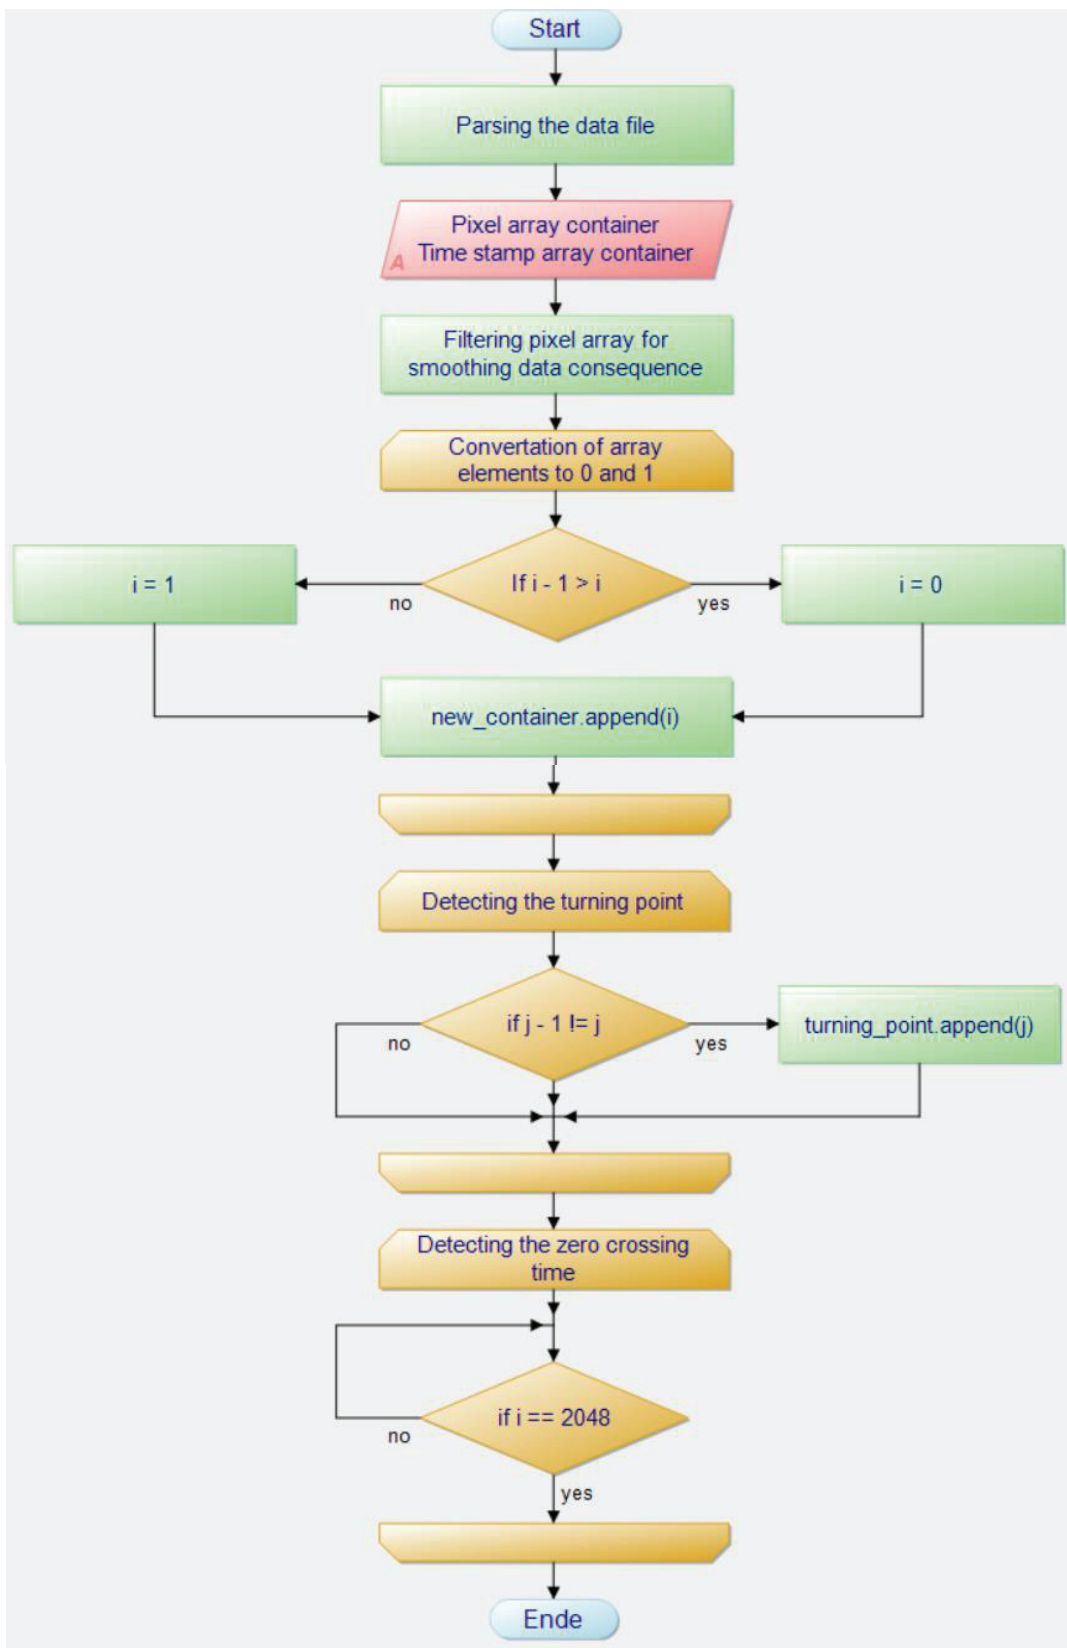 Start
Parsing the data file
Pixel array container
Time stamp array container
A
Filtering pixel array for
smoothing data consequence
Convertation of array
elements to 0 and 1
If i - 1 > i
no
yes
i = 1
i = 0
new_container.append(i)
Detecting the turning point
if j - 1 != j
no
yes
turning_point.append(j)
Detecting the zero crossing
time
if i == 2048
no
yes
Ende